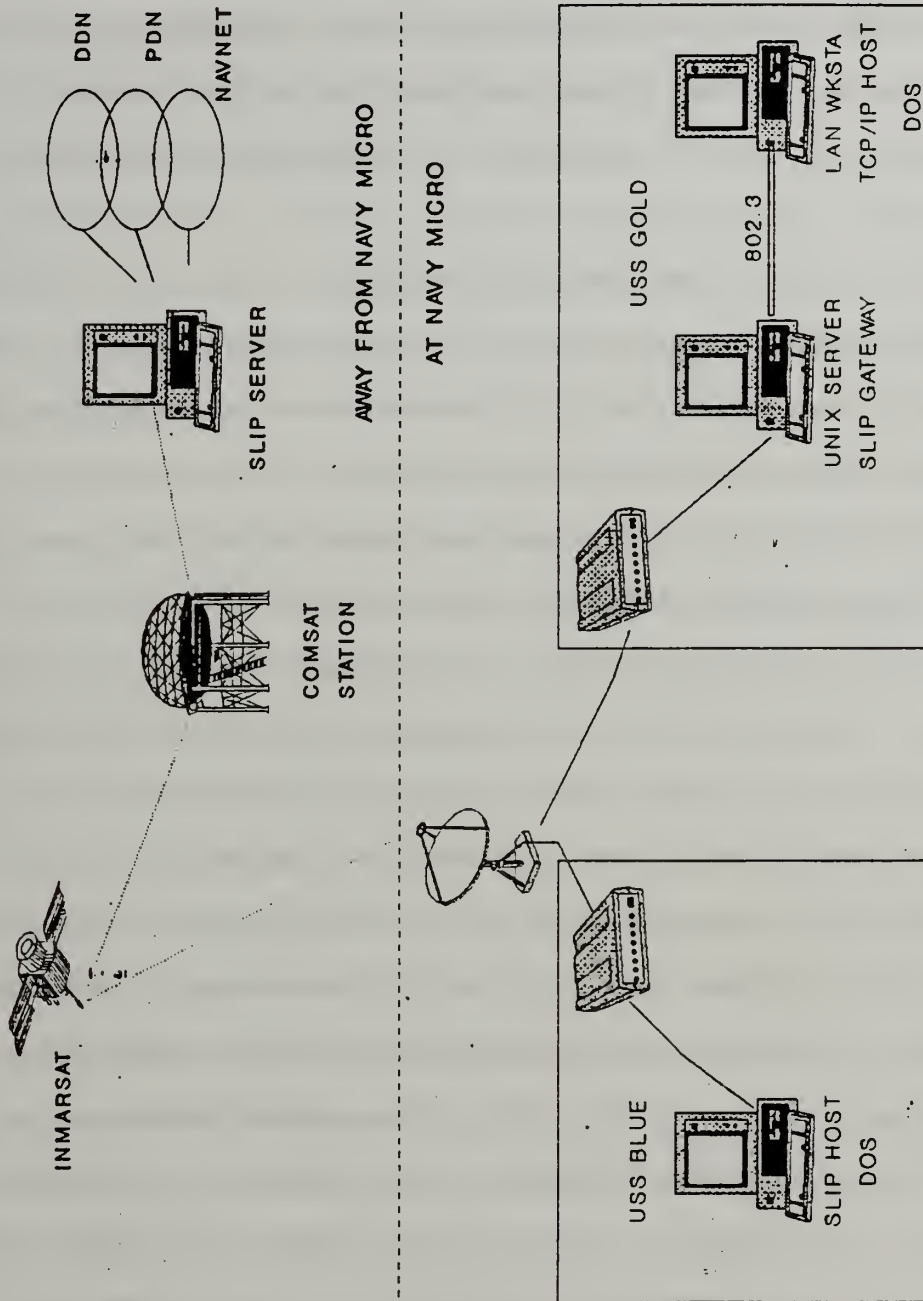 INMARSAT
COMSAT
STATION
SLIP SERVER
DDN
PDN
NAVNET
AWAY FROM NAVY MICRO
AT NAVY MICRO
USS BLUE
SLIP HOST
DOS
USS GOLD
802.3
UNIX SERVER
SLIP GATEWAY
LAN WKSTA
TCP/IP HOST
DOS